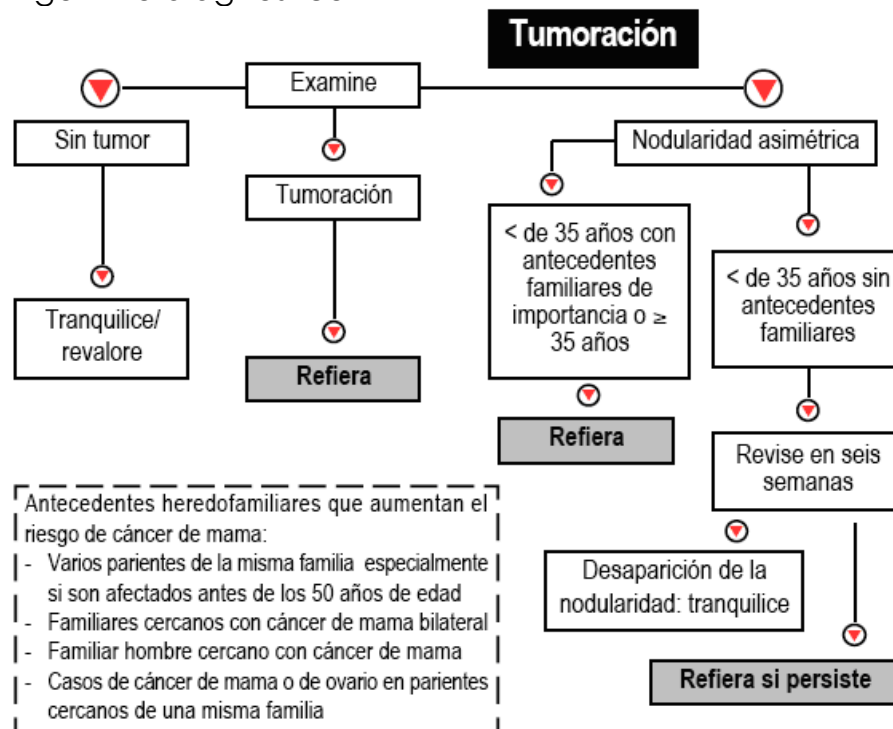 Tumoración
Examine
Sin tumor
Tumoración
Nodularidad asimétrica
Tranquilice/
revalore
Refiera
< de 35 años con
antecedentes
familiares de
importancia o ≥
35 años
Refiera
< de 35 años sin
antecedentes
familiares
Revise en seis
semanas
Desaparición de la
nodularidad: tranquilice
Refiera si persiste
Antecedentes heredofamiliares que aumentan el
riesgo de cáncer de mama:
- Varios parientes de la misma familia especialmente
si son afectados antes de los 50 años de edad
- Familiares cercanos con cáncer de mama bilateral
- Familiar hombre cercano con cáncer de mama
- Casos de cáncer de mama o de ovario en parientes
cercanos de una misma familia